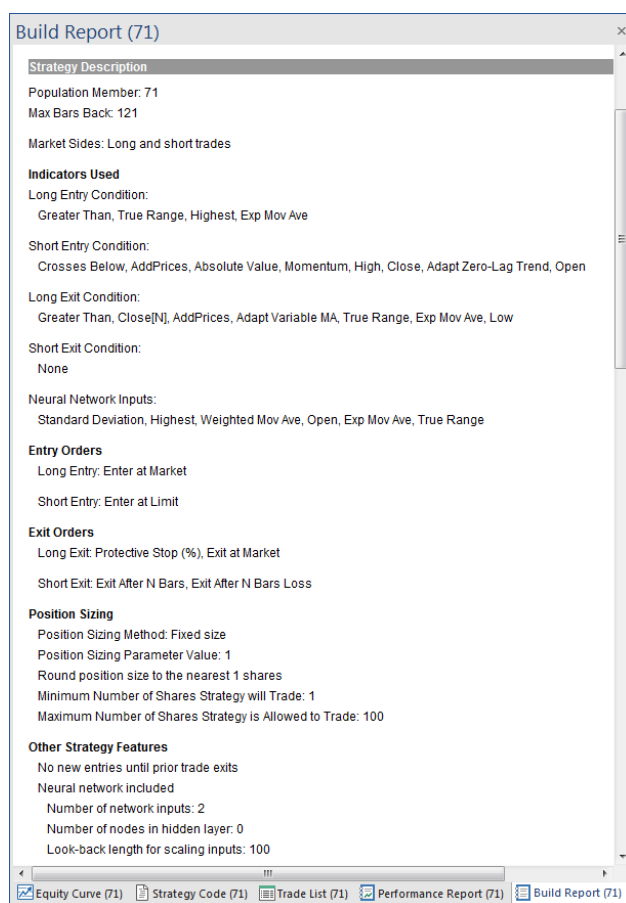 Build Report (71)
Strategy Description
Population Member: 71
Max Bars Back: 121
Market Sides: Long and short trades
Indicators Used
Long Entry Condition:
Greater Than, True Range, Highest, Exp Mov Ave
Short Entry Condition:
Crosses Below, AddPrices, Absolute Value, Momentum, High, Close, Adapt Zero-Lag Trend, Open
Long Exit Condition:
Greater Than, Close[N], AddPrices, Adapt Variable MA, True Range, Exp Mov Ave, Low
Short Exit Condition:
None
Neural Network Inputs:
Standard Deviation, Highest, Weighted Mov Ave, Open, Exp Mov Ave, True Range
Entry Orders
Long Entry: Enter at Market
Short Entry: Enter at Limit
Exit Orders
Long Exit: Protective Stop (%), Exit at Market
Short Exit: Exit After N Bars, Exit After N Bars Loss
Position Sizing
Position Sizing Method: Fixed size
Position Sizing Parameter Value: 1
Round position size to the nearest 1 shares
Minimum Number of Shares Strategy will Trade: 1
Maximum Number of Shares Strategy is Allowed to Trade: 100
Other Strategy Features
No new entries until prior trade exits
Neural network included
Number of network inputs: 2
Number of nodes in hidden layer: 0
Look-back length for scaling inputs: 100
Equity Curve (71) Strategy Code (71) Trade List (71) Performance Report (71) Build Report (71)